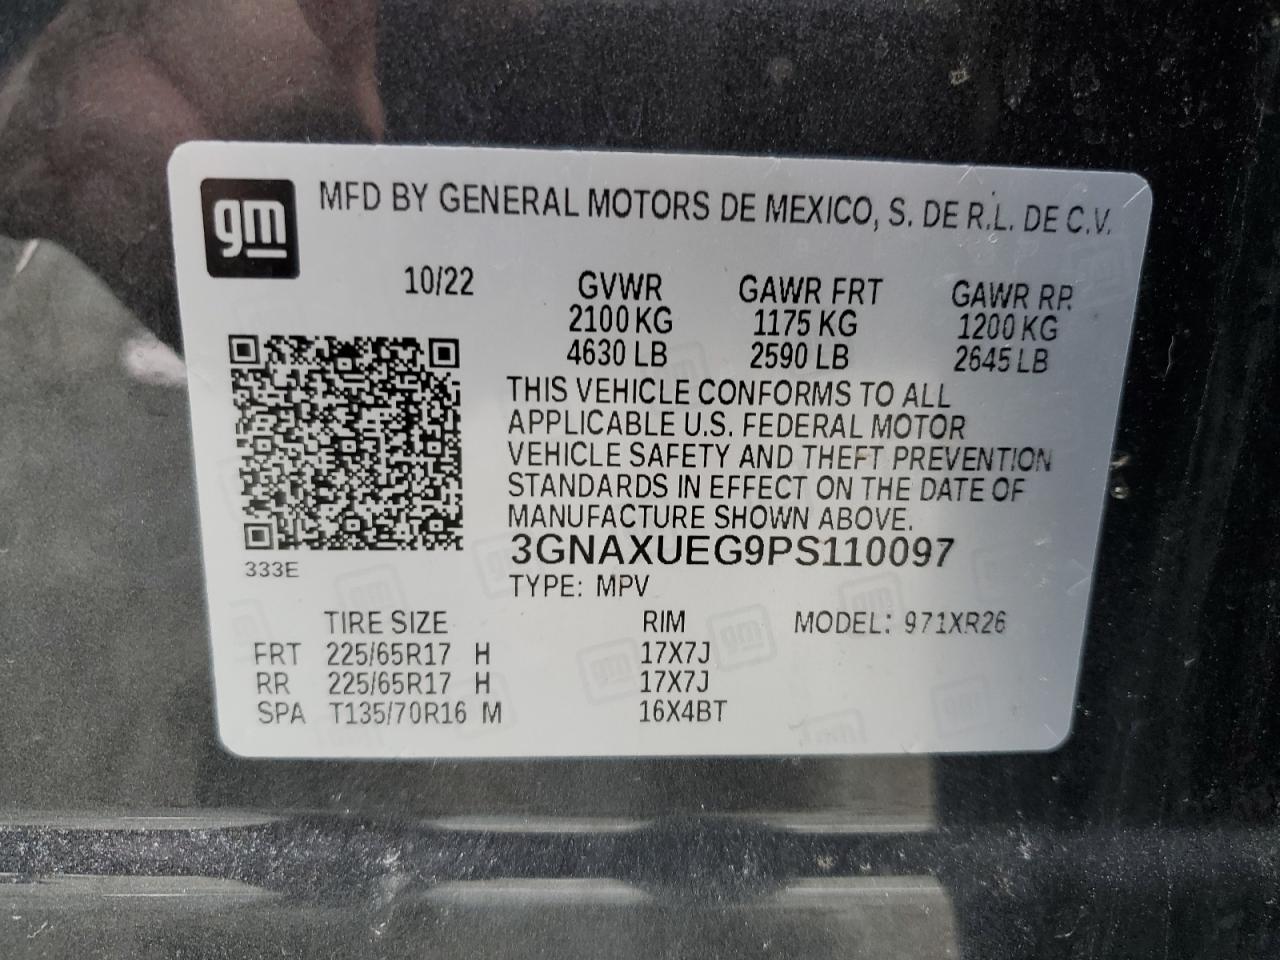 gm MFD BY GENERAL MOTORS DE MEXICO, S. DE R.L. DE C.V.
10/22 GVWR GAWR FRT GAWR RR
2100 KG 1175 KG 1200 KG
4630 LB 2590 LB 2645 LB
THIS VEHICLE CONFORMS TO ALL
APPLICABLE U.S. FEDERAL MOTOR
VEHICLE SAFETY AND THEFT PREVENTION
STANDARDS IN EFFECT ON THE DATE OF
MANUFACTURE SHOWN ABOVE.
3GNAXUEG9PS110097
333E
TYPE: MPV
TIRE SIZE RIM MODEL: 971XR26
FRT 225/65R17 H 17X7J
RR 225/65R17 H 17X7J
SPA T135/70R16 M 16X4BT